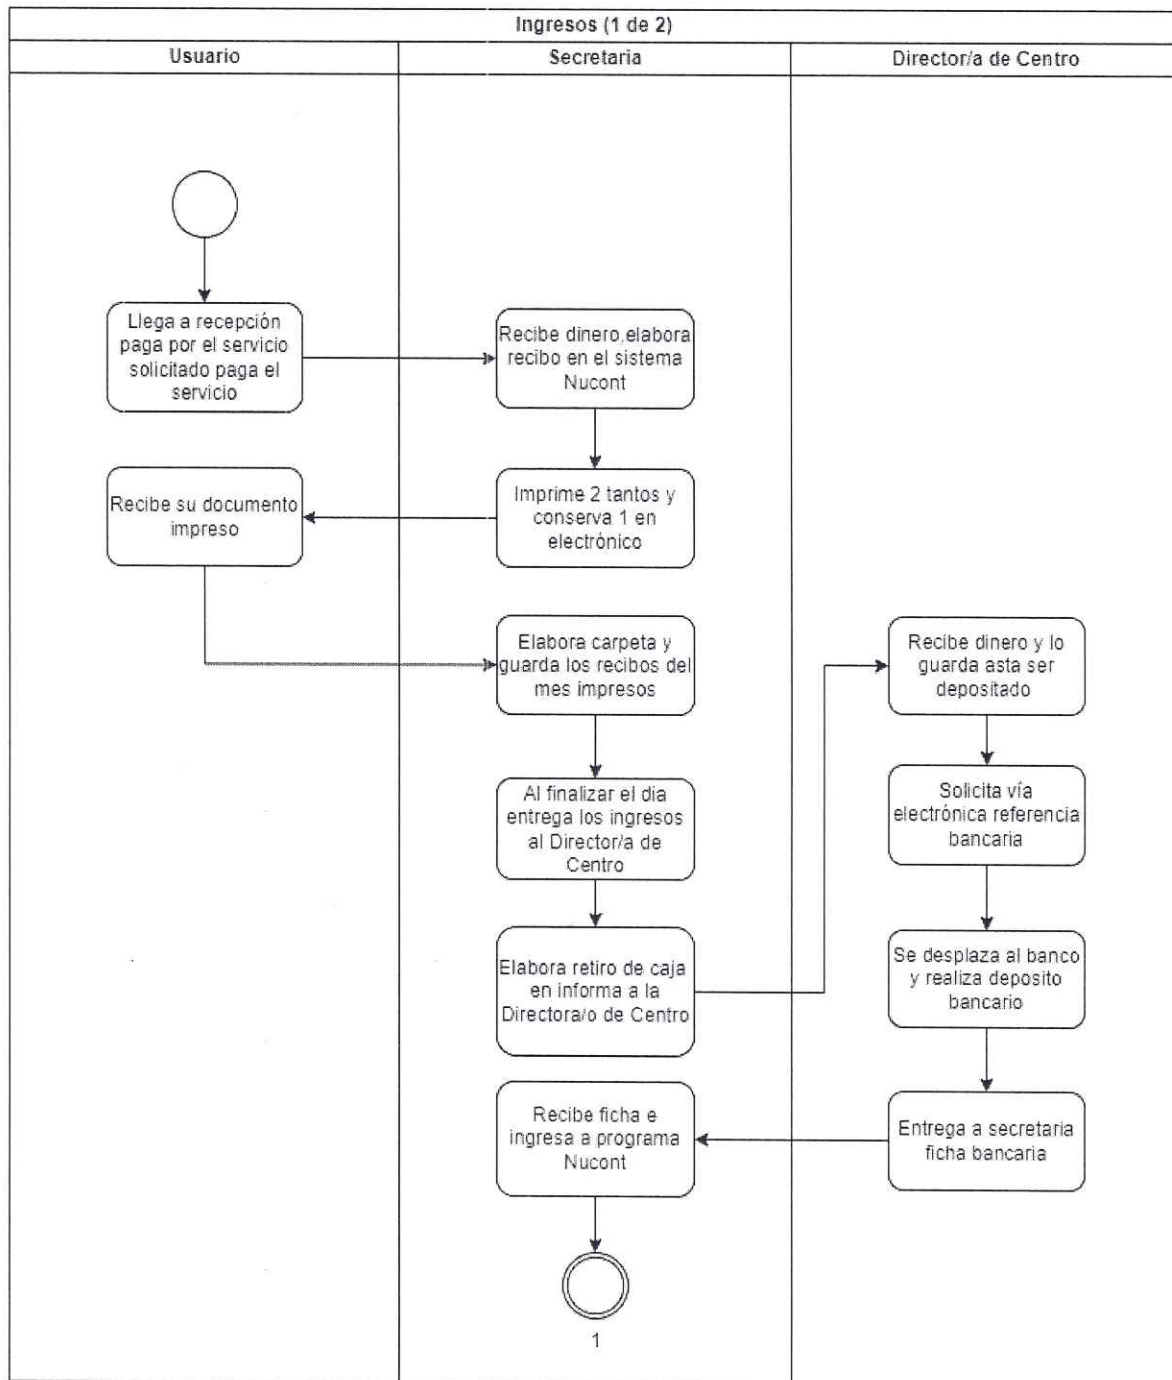 Ingresos (1 de 2)
Usuario
Secretaria
Director/a de Centro
Llega a recepción
paga por el servicio
solicitado paga el
servicio
Recibe dinero,elabora
recibo en el sistema
Nucont
Imprime 2 tantos y
conserva 1 en
electrónico
Recibe su documento
impreso
Elabora carpeta y
guarda los recibos del
mes impresos
Al finalizar el dia
entrega los ingresos
al Director/a de
Centro
Elabora retiro de caja
en informa a la
Directora/o de Centro
Recibe dinero y lo
guarda asta ser
depositado
Solicita vía
electrónica referencia
bancaria
Se desplaza al banco
y realiza deposito
bancario
Entrega a secretaria
ficha bancaria
Recibe ficha e
ingresa a programa
Nucont
1